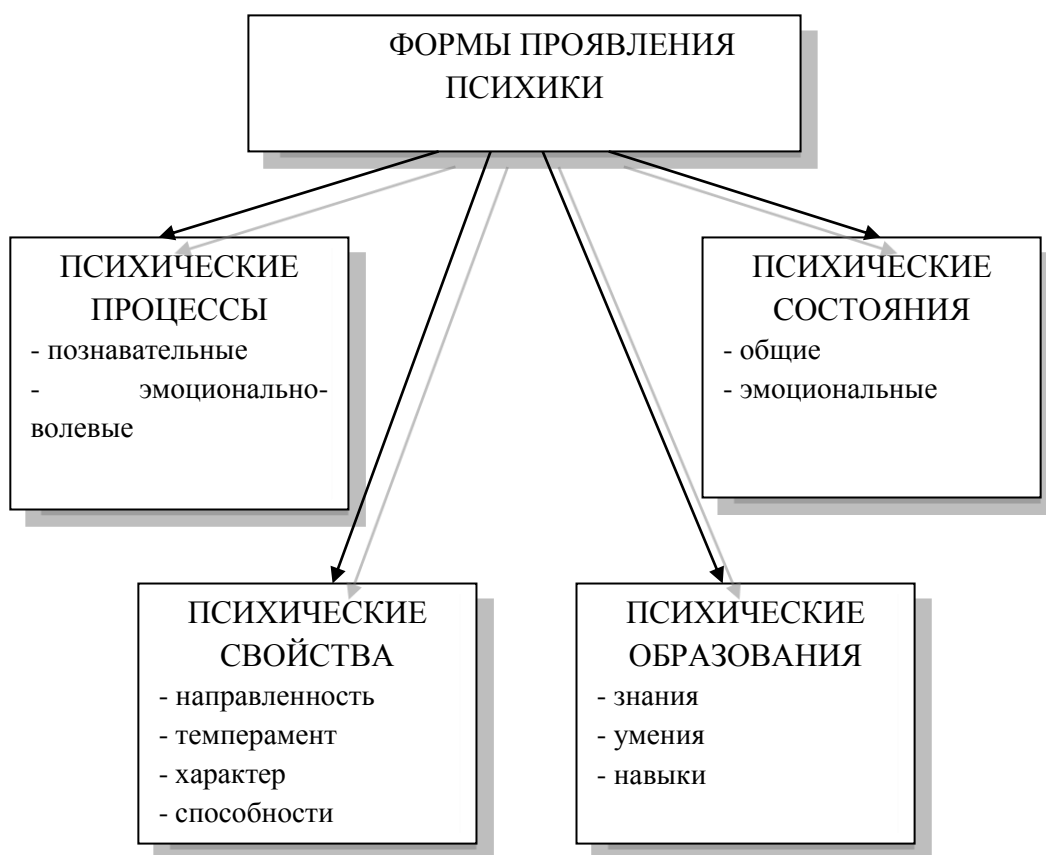 ФОРМЫ ПРОЯВЛЕНИЯ
ПСИХИКИ
ПСИХИЧЕСКИЕ
ПРОЦЕССЫ
- познавательные
- эмоционально-
волевые
ПСИХИЧЕСКИЕ
СОСТОЯНИЯ
- общие
- эмоциональные
ПСИХИЧЕСКИЕ
СВОЙСТВА
- направленность
- темперамент
- характер
- способности
ПСИХИЧЕСКИЕ
ОБРАЗОВАНИЯ
- знания
- умения
- навыки